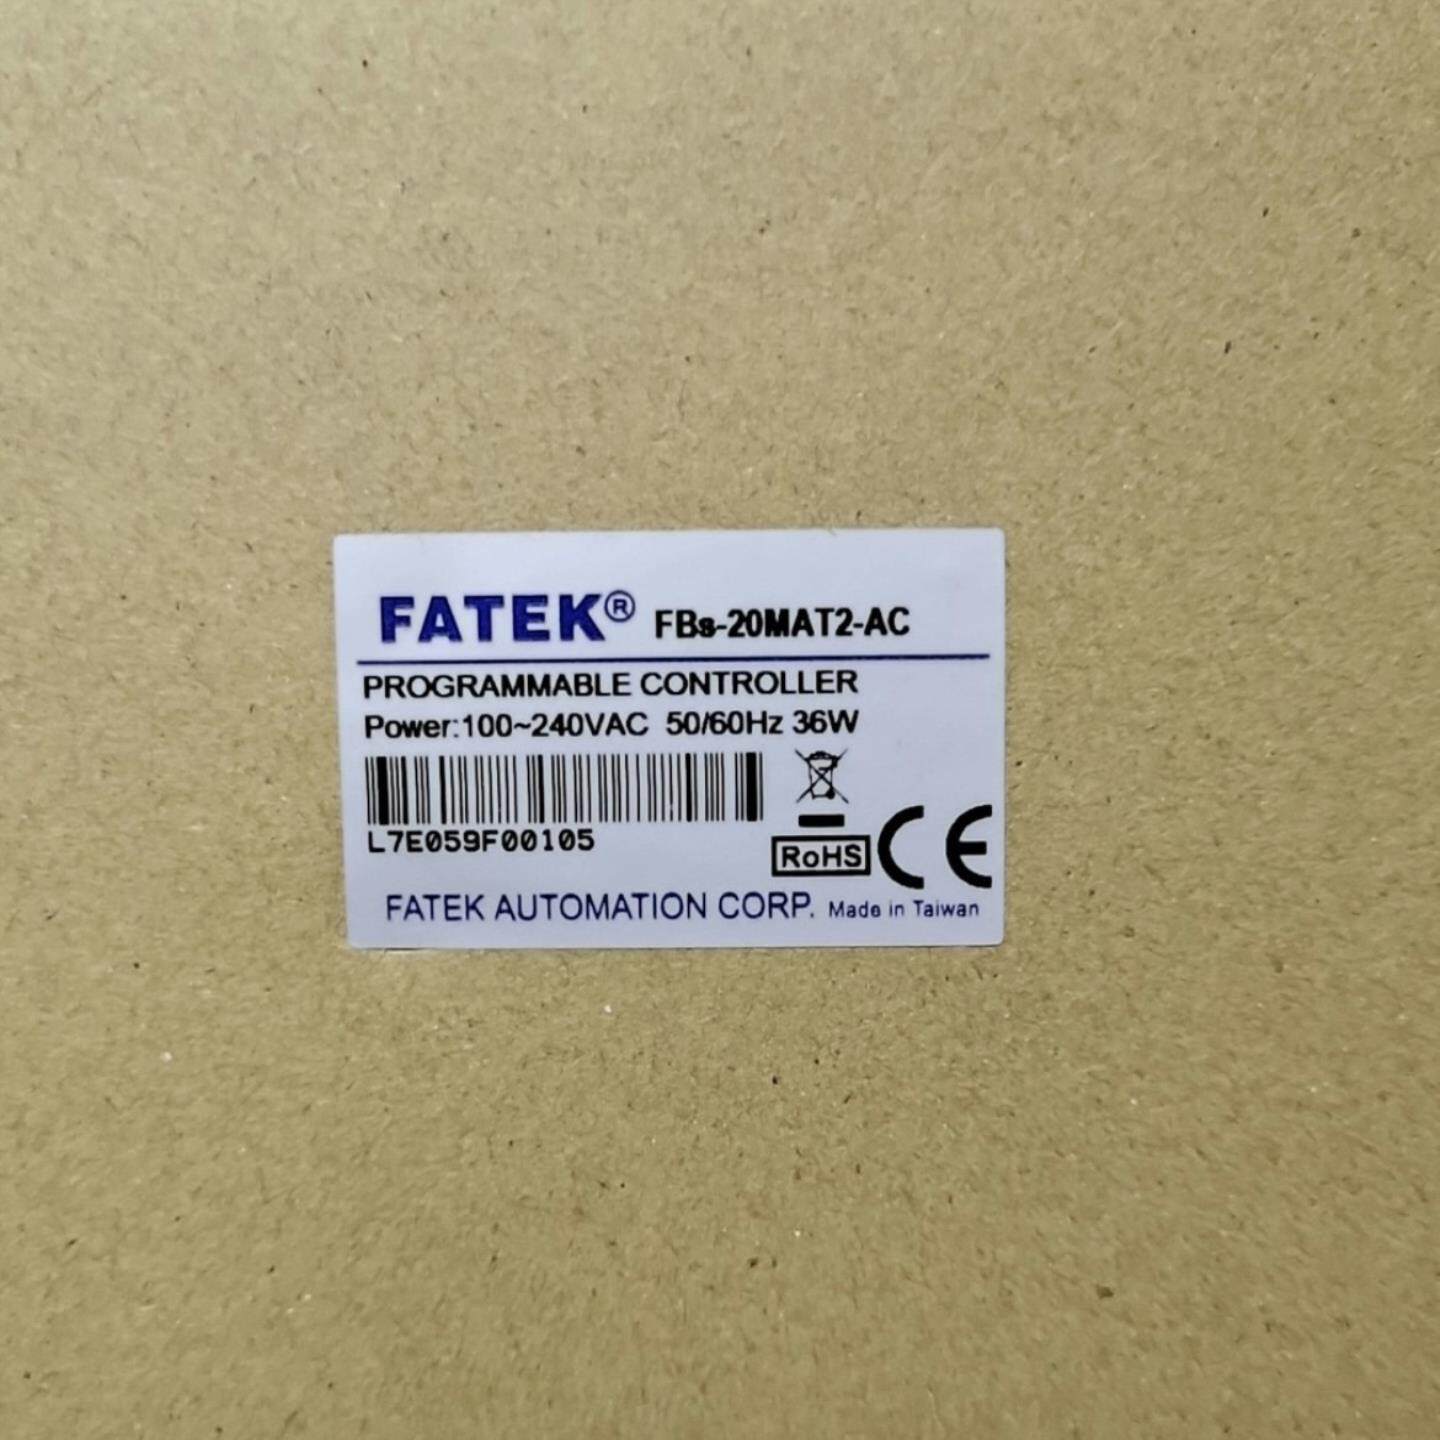 FATEK® FBs-20MAT2-AC
PROGRAMMABLE CONTROLLER
Power:100~240VAC 50/60Hz 36W
L7E059F00105
RoHS CE
FATEK AUTOMATION CORP. Made in Taiwan